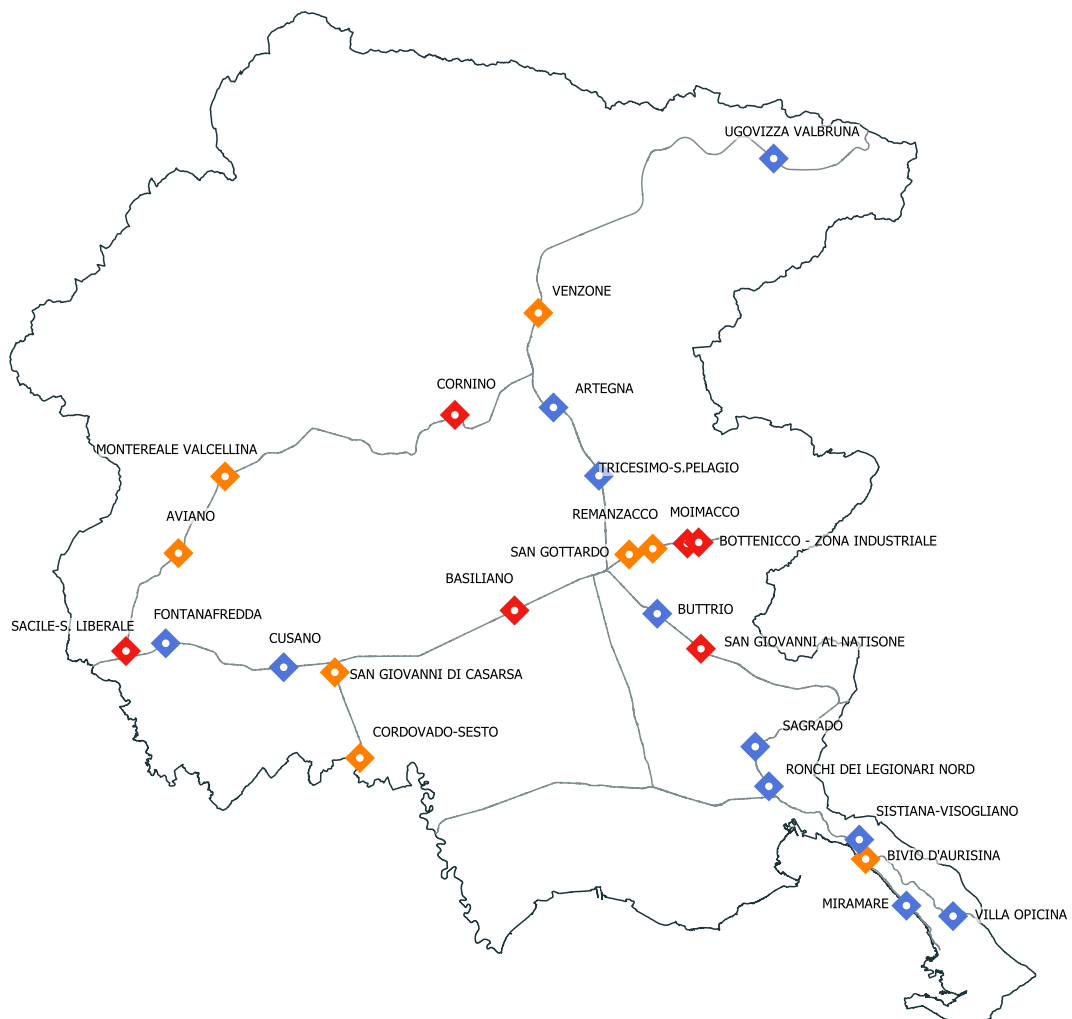 UGOVIZZA VALBRUNA
VENZONE
CORNINO
ARTEGNA
MONTEREALE VALCELLINA
TRICESIMO-S.PELAGIO
AVIANO
REMANZACCO
MOIMACCO
SAN GOTTARDO
BOTTENICCO - ZONA INDUSTRIALE
BASILIANO
SACILE-S. LIBERALE
FONTANAFREDDA
BUTTRIO
CUSANO
SAN GIOVANNI AL NATISONE
SAN GIOVANNI DI CASARSA
SAGRADO
CORDOVADO-SESTO
RONCHI DEI LEGIONARI NORD
SISTIANA-VISOGLIANO
BIVIO D'AURISINA
MIRAMARE
VILLA OPICINA